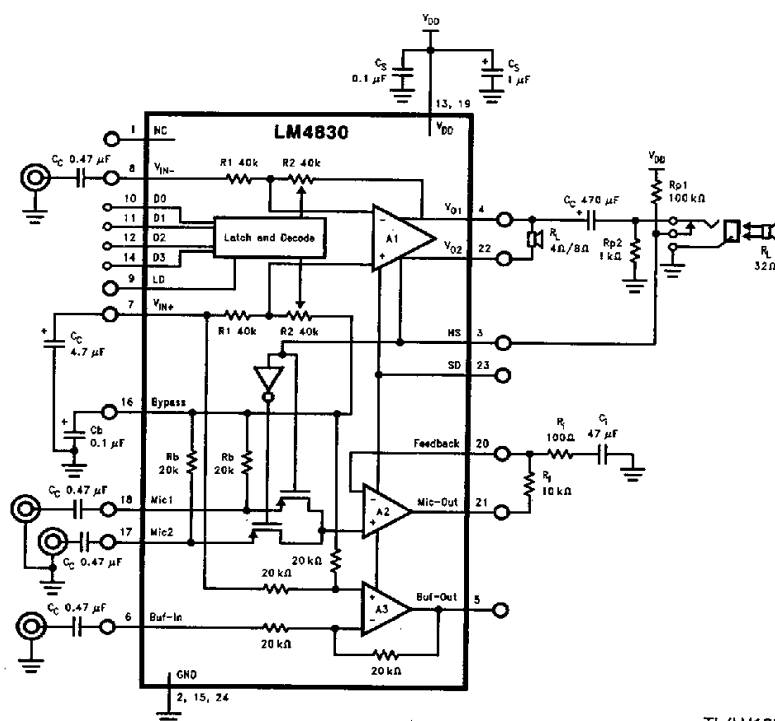 VDD
CS
0.1 µF
+ CS
1 µF
13, 19
VDD
LM4830
1 NC
CC 0.47 µF
8 VIN-
R1 40k R2 40k
10 D0
11 D1
12 D2
14 D3
9 LD
Latch and Decode
A1
VO1 4
VO2 22
CC 470 µF
+
RL
4Ω/8Ω
VDD
Rp1
100 kΩ
Rp2
1 kΩ
RL
32Ω
7 VIN+
R1 40k R2 40k
HS 3
SD 23
+ CC
4.7 µF
16 Bypass
+
Cb
0.1 µF
Rb
20k
Rb
20k
Feedback 20
Ri
100Ω
Ci
47 µF
Rf
10kΩ
CC 0.47 µF
18 Mic1
17 Mic2
CC 0.47 µF
A2
Mic-Out 21
20 kΩ
20 kΩ
A3
Buf-Out 5
CC 0.47 µF
6 Buf-In
20 kΩ
20 kΩ
GND
2, 15, 24